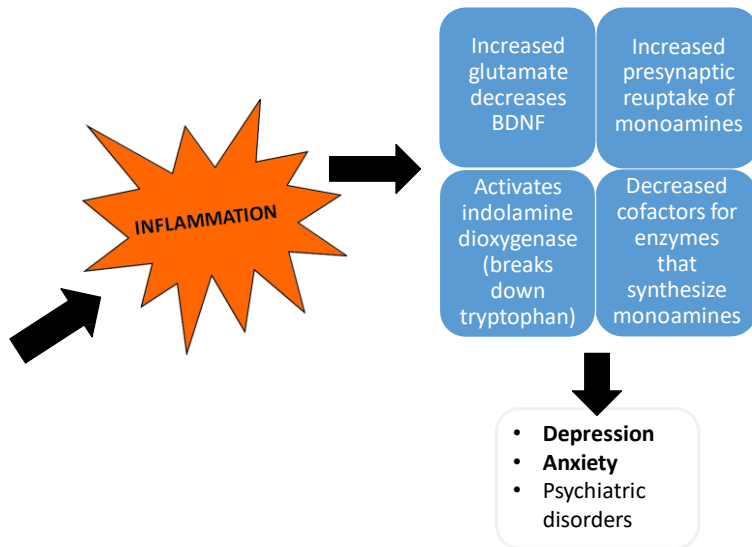 INFLAMMATION
Increased
glutamate
decreases
BDNF
Increased
presynaptic
reuptake of
monoamines
Activates
indolamine
dioxygenase
(breaks
down
tryptophan)
Decreased
cofactors for
enzymes
that
synthesize
monoamines
• Depression
• Anxiety
• Psychiatric
disorders